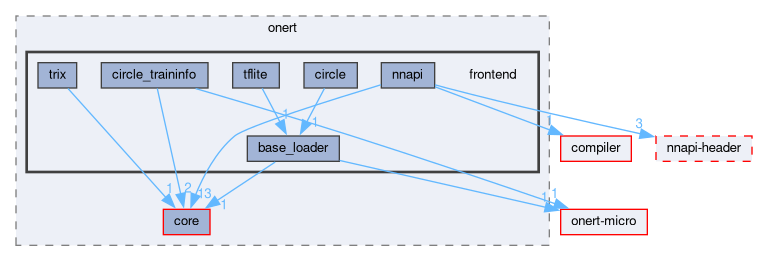 onert
trix
circle_traininfo
tflite
circle
nnapi
frontend
1
1
1
3
base_loader
compiler
nnapi-header
1
2
13
1
1
1
core
onert-micro